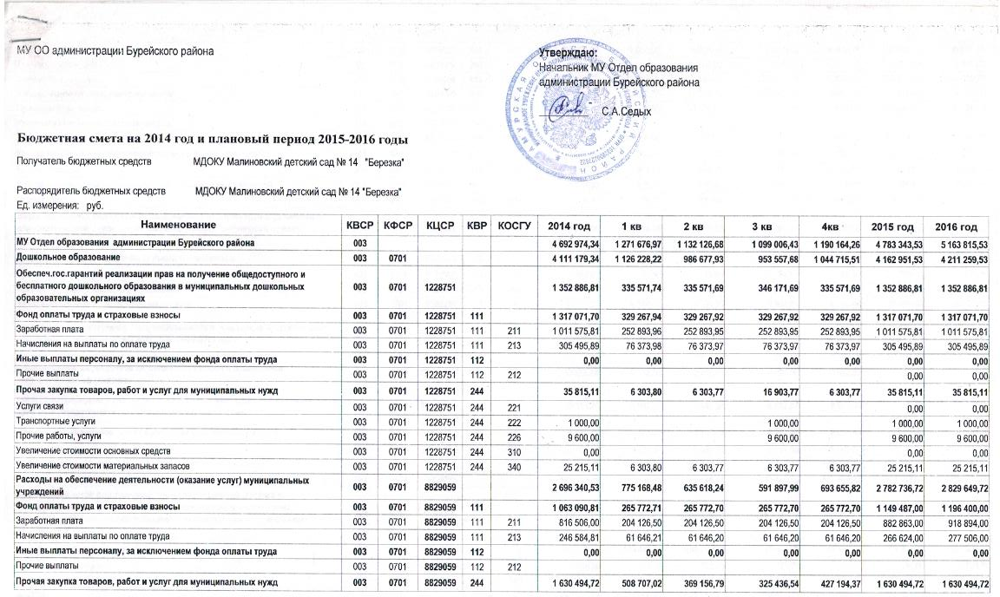 МУ ОО администрации Бурейского района
Утверждаю:
Начальник МУ Отдел образования
администрации Бурейского района
С.А.Седых
Бюджетная смета на 2014 год и плановый период 2015-2016 годы
Получатель бюджетных средств МДОКУ Малиновский детский сад № 14 "Березка"
Распорядитель бюджетных средств МДОКУ Малиновский детский сад № 14 "Березка"
Ед. измерения: руб.
Наименование КВСР КФСР КЦСР КВР КОСГУ 2014 год 1 кв 2 кв 3 кв 4кв 2015 год 2016 год
МУ Отдел образования администрации Бурейского района 003 4 692 974,34 1 271 676,97 1 132 126,68 1 099 006,43 1 190 164,26 4 783 343,53 5 163 815,53
Дошкольное образование 003 0701 4 111 179,34 1 126 228,22 986 677,93 953 557,68 1 044 715,51 4 162 951,53 4 211 259,53
Обеспеч.гос.гарантий реализации прав на получение общедоступного и
бесплатного дошкольного образования в муниципальных дошкольных
образовательных организациях 003 0701 1228751 1 352 886,81 335 571,74 335 571,69 346 171,69 335 571,69 1 352 886,81 1 352 886,81
Фонд оплаты труда и страховые взносы 003 0701 1228751 111 1 317 071,70 329 267,94 329 267,92 329 267,92 329 267,92 1 317 071,70 1 317 071,70
Заработная плата 003 0701 1228751 111 211 1 011 575,81 252 893,96 252 893,95 252 893,95 252 893,95 1 011 575,81 1 011 575,81
Начисления на выплаты по оплате труда 003 0701 1228751 111 213 305 495,89 76 373,98 76 373,97 76 373,97 76 373,97 305 495,89 305 495,89
Иные выплаты персоналу, за исключением фонда оплаты труда 003 0701 1228751 112 0,00 0,00 0,00 0,00 0,00 0,00 0,00
Прочие выплаты 003 0701 1228751 112 212 0,00 0,00
Прочая закупка товаров, работ и услуг для муниципальных нужд 003 0701 1228751 244 35 815,11 6 303,80 6 303,77 16 903,77 6 303,77 35 815,11 35 815,11
Услуги связи 003 0701 1228751 244 221 0,00 0,00
Транспортные услуги 003 0701 1228751 244 222 1 000,00 1 000,00 1 000,00 1 000,00
Прочие работы, услуги 003 0701 1228751 244 226 9 600,00 9 600,00 9 600,00 9 600,00
Увеличение стоимости основных средств 003 0701 1228751 244 310 0,00 0,00 0,00
Увеличение стоимости материальных запасов 003 0701 1228751 244 340 25 215,11 6 303,80 6 303,77 6 303,77 6 303,77 25 215,11 25 215,11
Расходы на обеспечение деятельности (оказание услуг) муниципальных
учреждений 003 0701 8829059 2 696 340,53 775 168,48 635 618,24 591 897,99 693 655,82 2 782 736,72 2 829 649,72
Фонд оплаты труда и страховые взносы 003 0701 8829059 111 1 063 090,81 265 772,71 265 772,70 265 772,70 265 772,70 1 149 487,00 1 196 400,00
Заработная плата 003 0701 8829059 111 211 816 506,00 204 126,50 204 126,50 204 126,50 204 126,50 882 863,00 918 894,00
Начисления на выплаты по оплате труда 003 0701 8829059 111 213 246 584,81 61 646,21 61 646,20 61 646,20 61 646,20 266 624,00 277 506,00
Иные выплаты персоналу, за исключением фонда оплаты труда 003 0701 8829059 112 0,00 0,00 0,00 0,00 0,00 0,00 0,00
Прочие выплаты 003 0701 8829059 112 212
Прочая закупка товаров, работ и услуг для муниципальных нужд 003 0701 8829059 244 1 630 494,72 508 707,02 369 156,79 325 436,54 427 194,37 1 630 494,72 1 630 494,72